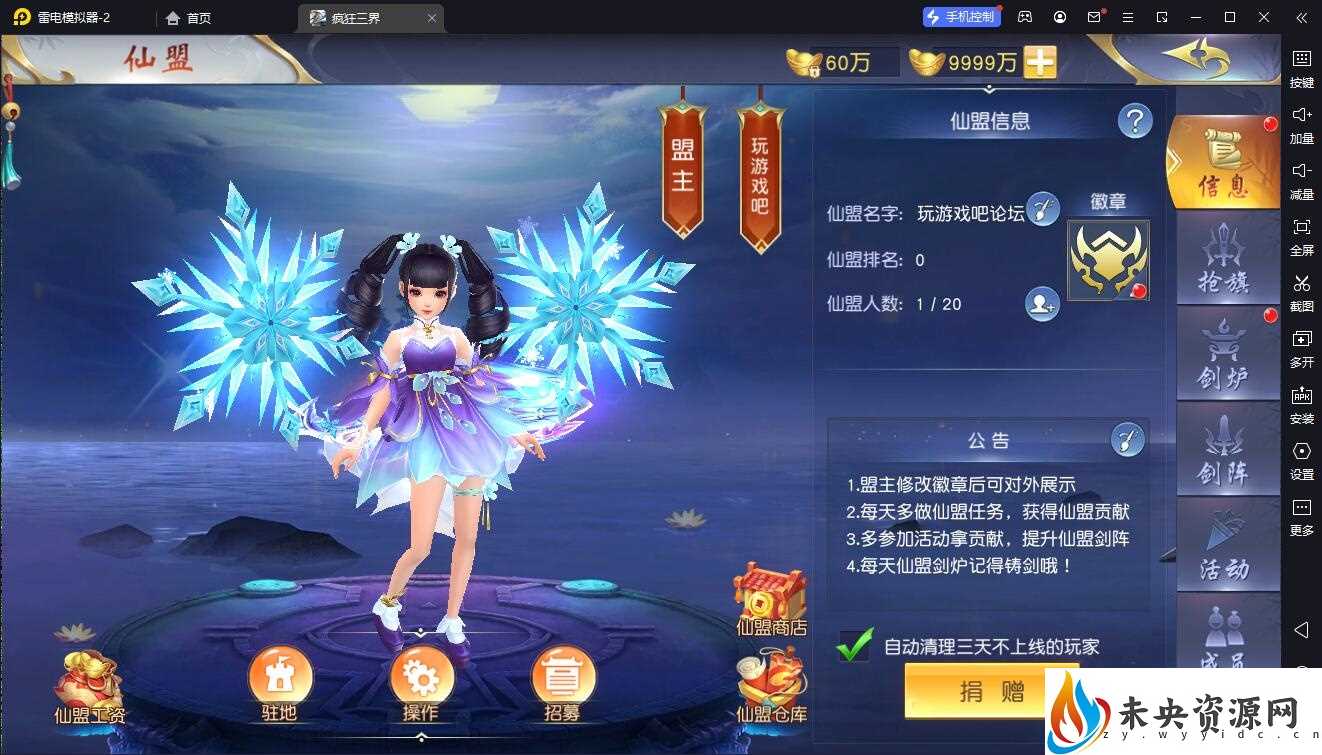 雷电模拟器-2
首页
疯狂三界
手机控制
仙盟
60万
9999万
盟主
玩游戏吧
仙盟信息
?
仙盟名字: 玩游戏吧论坛
徽章
仙盟排名: 0
仙盟人数: 1 / 20
公告
1.盟主修改徽章后可对外展示
2.每天多做仙盟任务，获得仙盟贡献
3.多参加活动拿贡献，提升仙盟剑阵
4.每天仙盟剑炉记得铸剑哦！
自动清理三天不上线的玩家
捐赠
仙盟商店
仙盟仓库
仙盟工资
驻地
操作
招募
信息
抢旗
剑炉
剑阵
活动
成员
按键
加量
减量
全屏
截图
多开
APK
安装
设置
更多
未央资源网
zy.wyyidc.cn